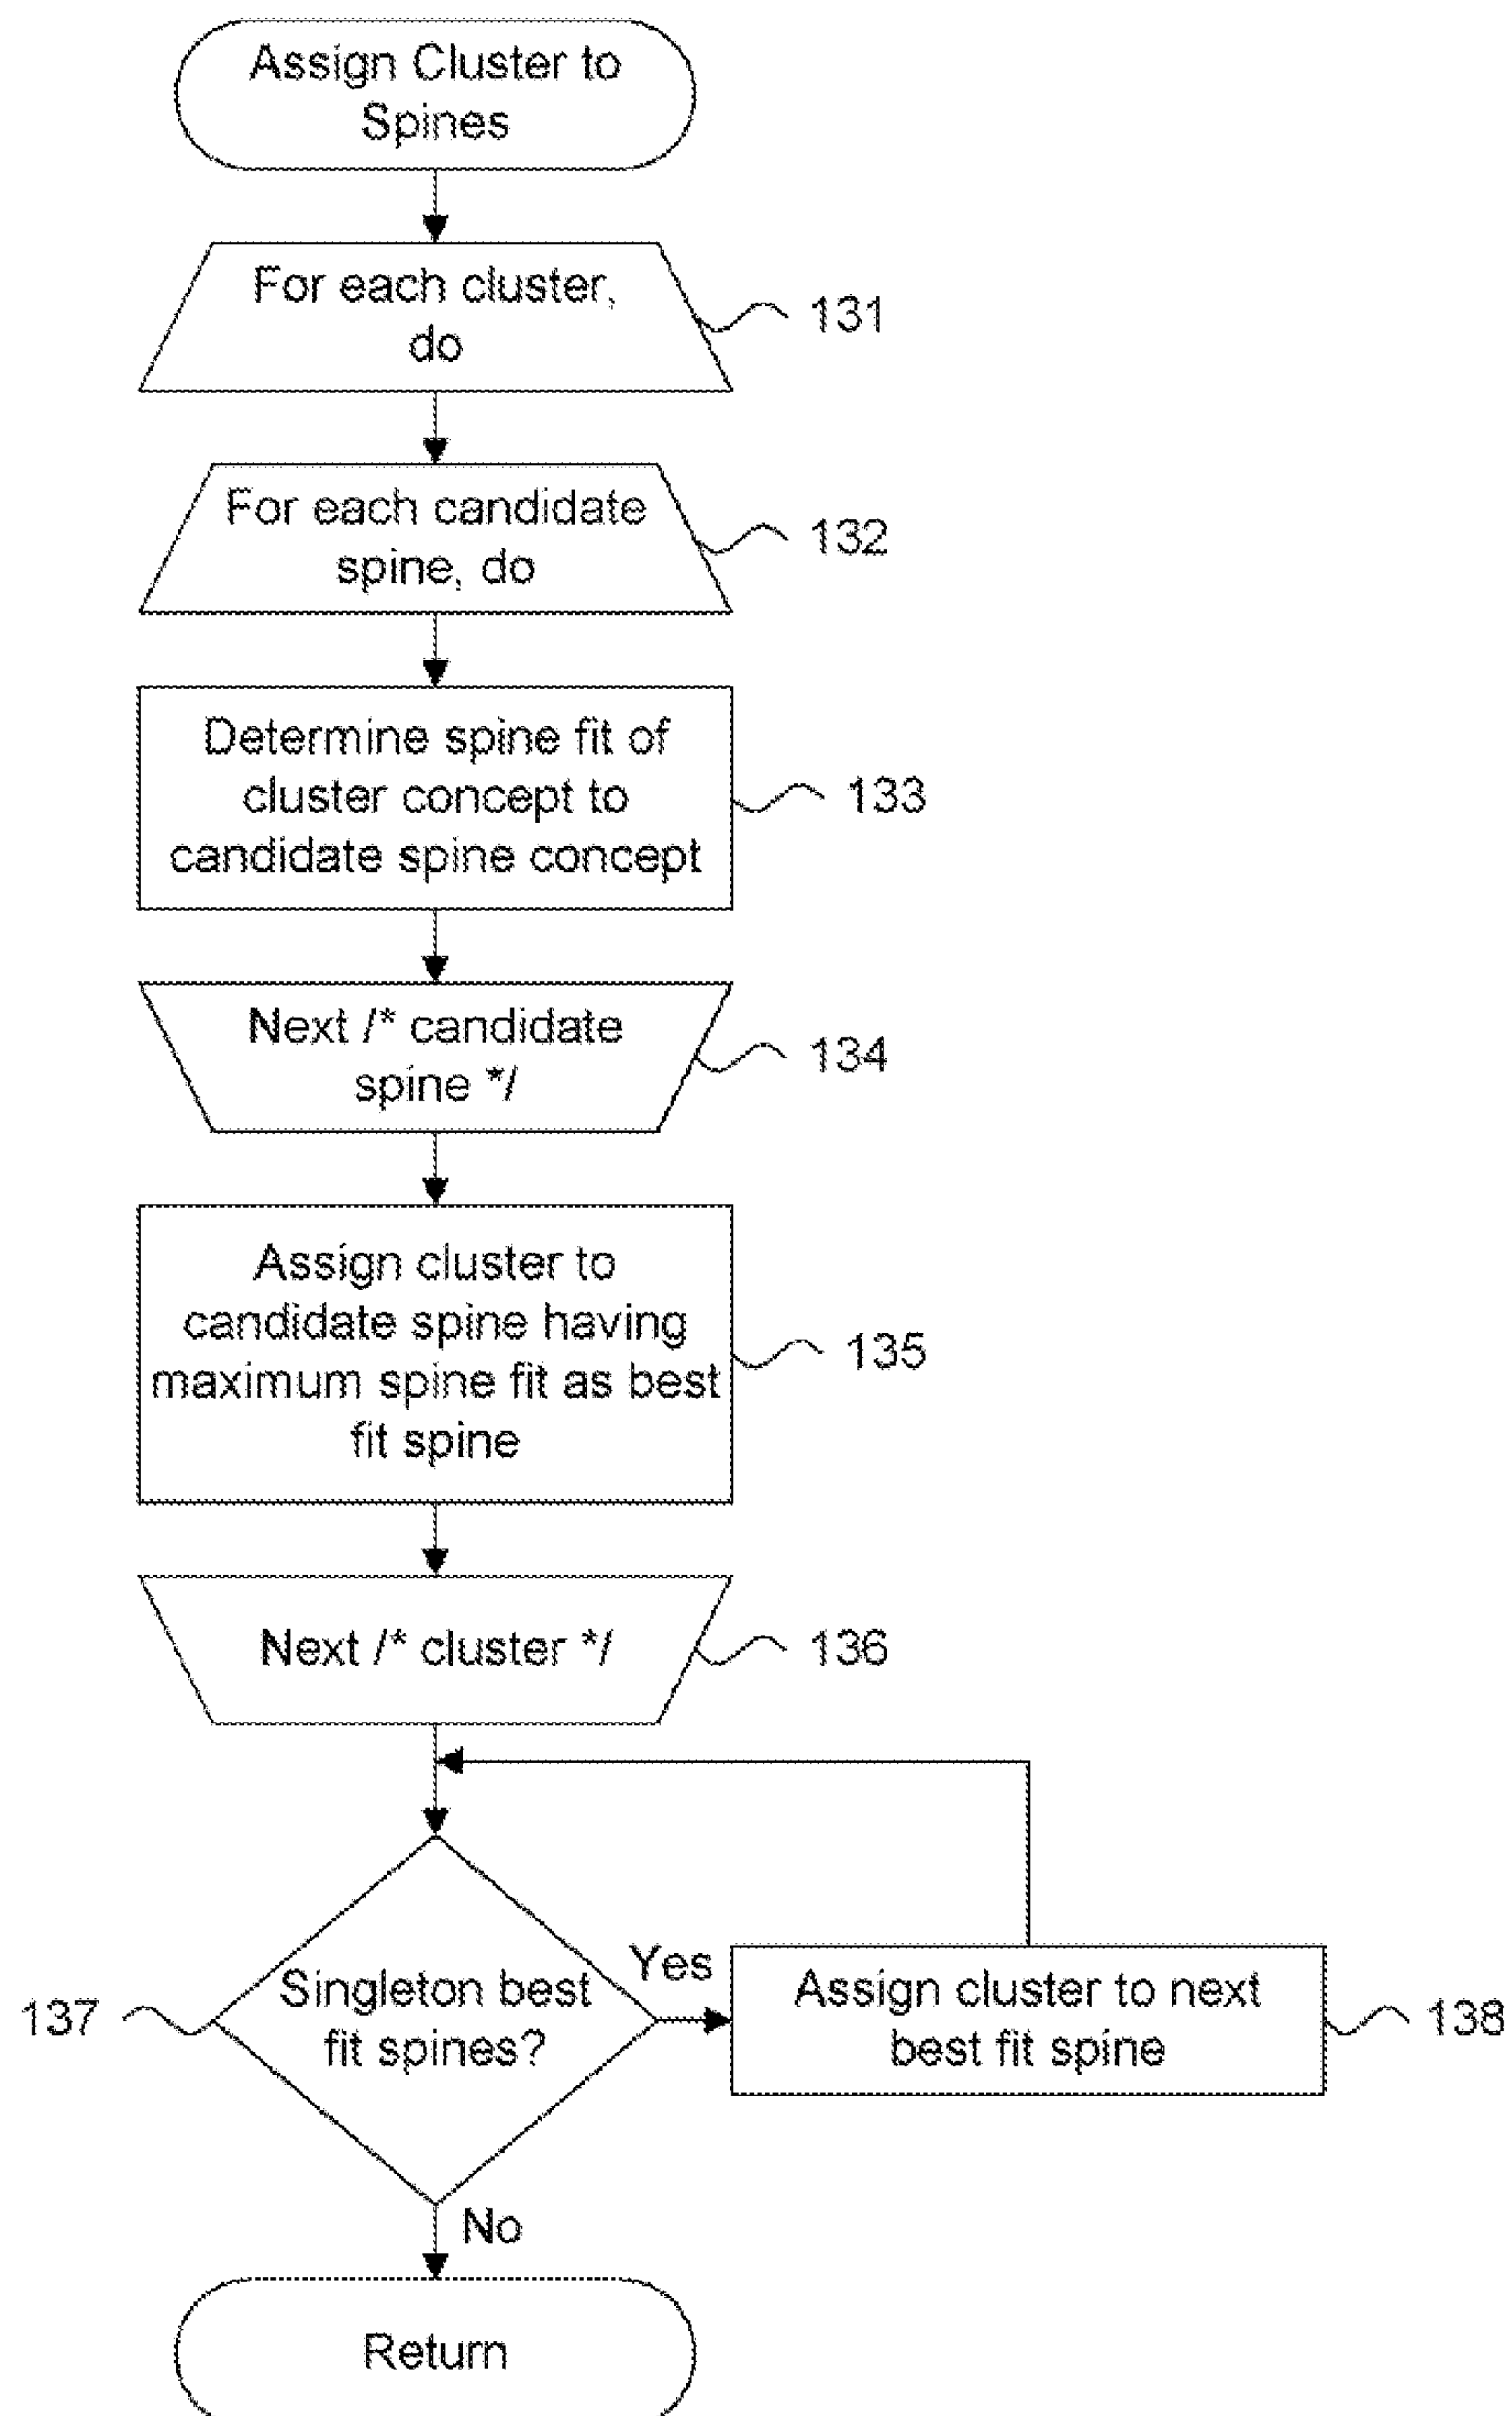 Assign Cluster to
Spines
For each cluster,
do
131
For each candidate
spine, do
132
Determine spine fit of
cluster concept to
candidate spine concept
133
Next /* candidate
spine */
134
Assign cluster to
candidate spine having
maximum spine fit as best
fit spine
135
Next /* cluster */
136
137
Singleton best
fit spines?
Yes
Assign cluster to next
best fit spine
138
No
Return